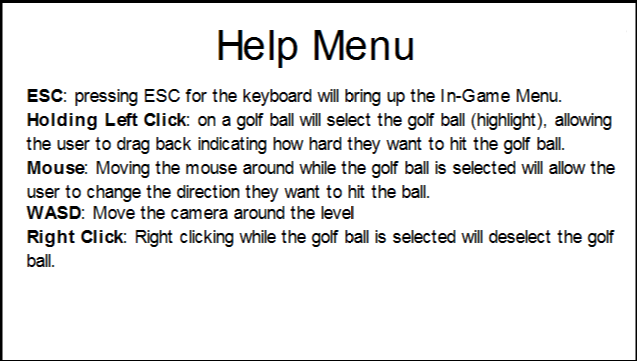 Help Menu
ESC: pressing ESC for the keyboard will bring up the In-Game Menu.
Holding Left Click: on a golf ball will select the golf ball (highlight), allowing
the user to drag back indicating how hard they want to hit the golf ball.
Mouse: Moving the mouse around while the golf ball is selected will allow the
user to change the direction they want to hit the ball.
WASD: Move the camera around the level
Right Click: Right clicking while the golf ball is selected will deselect the golf
ball.